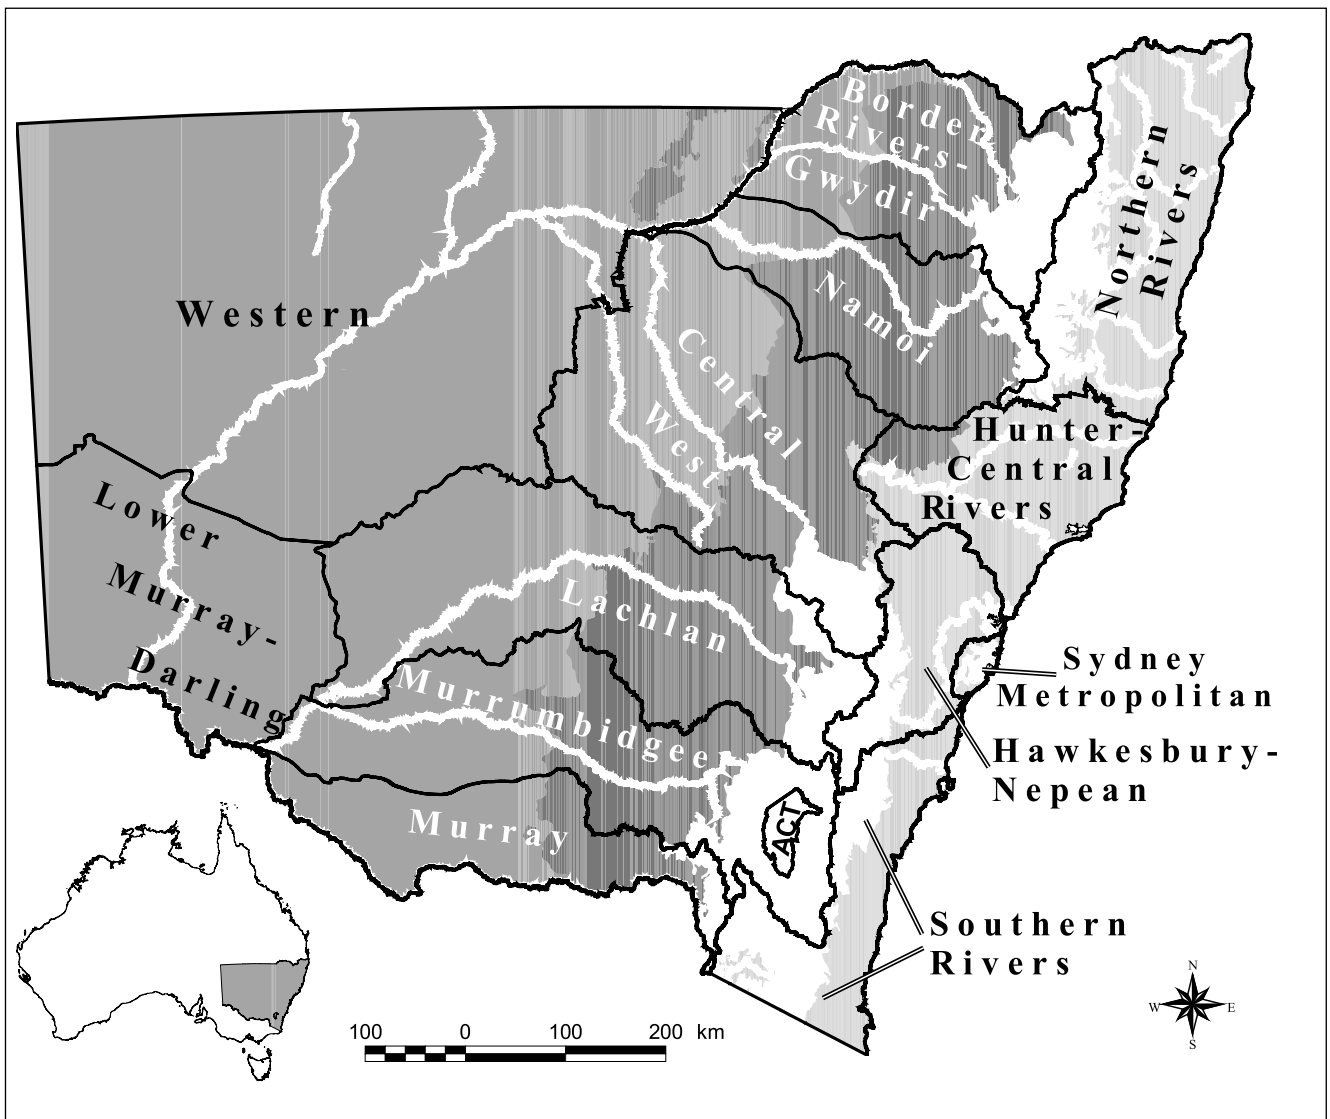 Border
Rivers-
Gwydir
Northern
Rivers
Namoi
Western
Central
West
Hunter-
Central
Rivers
Lower
Murray-
Darling
Lachlan
Sydney
Metropolitan
Murrumbidgee
Hawkesbury-
Nepean
Murray
ACT
Southern
Rivers
N
W E
S
100 0 100 200 km